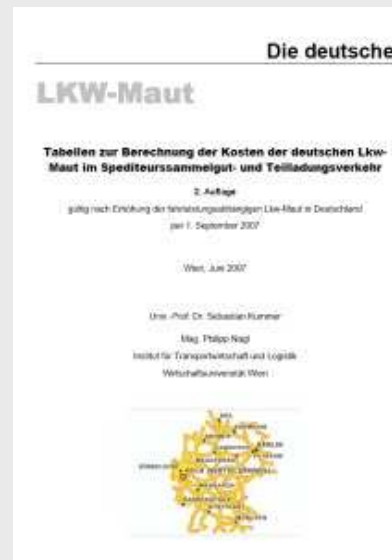 Die deutsche
LKW-Maut
Tabellen zur Berechnung der Kosten der deutschen Lkw-
Maut im Spediteurssammelgut- und Teilladungsverkehr
2. Auflage
gültig nach Erhöhung der fahrleistungsabhängigen Lkw-Maut in Deutschland
per 1. September 2007
Wien, Juni 2007
Univ.-Prof. Dr. Sebastian Kummer
Mag. Philipp Nagl
Institut für Transportwirtschaft und Logistik
Wirtschaftsuniversität Wien